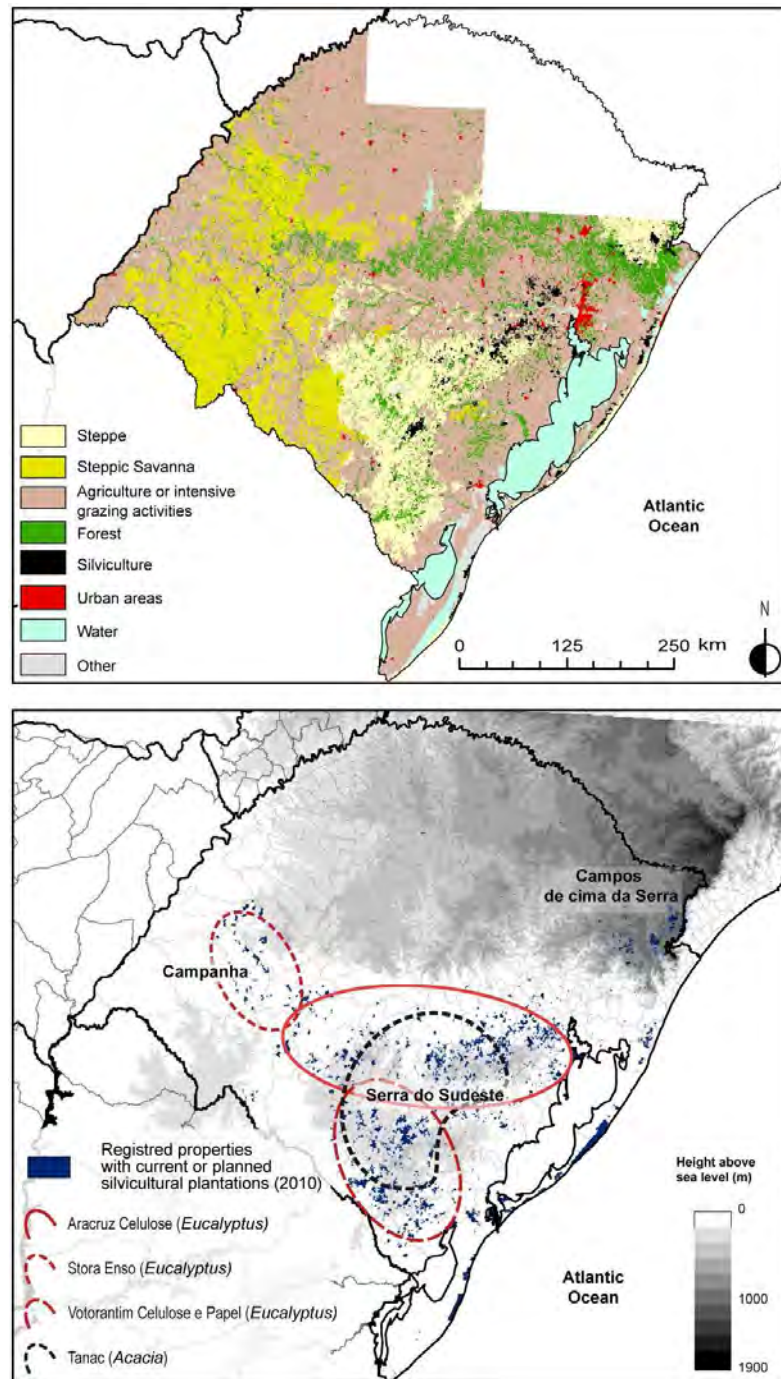 Steppe
Steppic Savanna
Agriculture or intensive
grazing activities
Forest
Silviculture
Urban areas
Water
Other
Atlantic
Ocean
N
0 125 250 km
Campos
de cima da Serra
Campanha
Serra do Sudeste
Registred properties
with current or planned
silvicultural plantations (2010)
Aracruz Celulose (Eucalyptus)
Stora Enso (Eucalyptus)
Votorantim Celulose e Papel (Eucalyptus)
Tanac (Acacia)
Atlantic
Ocean
Height above
sea level (m)
0
1000
1900